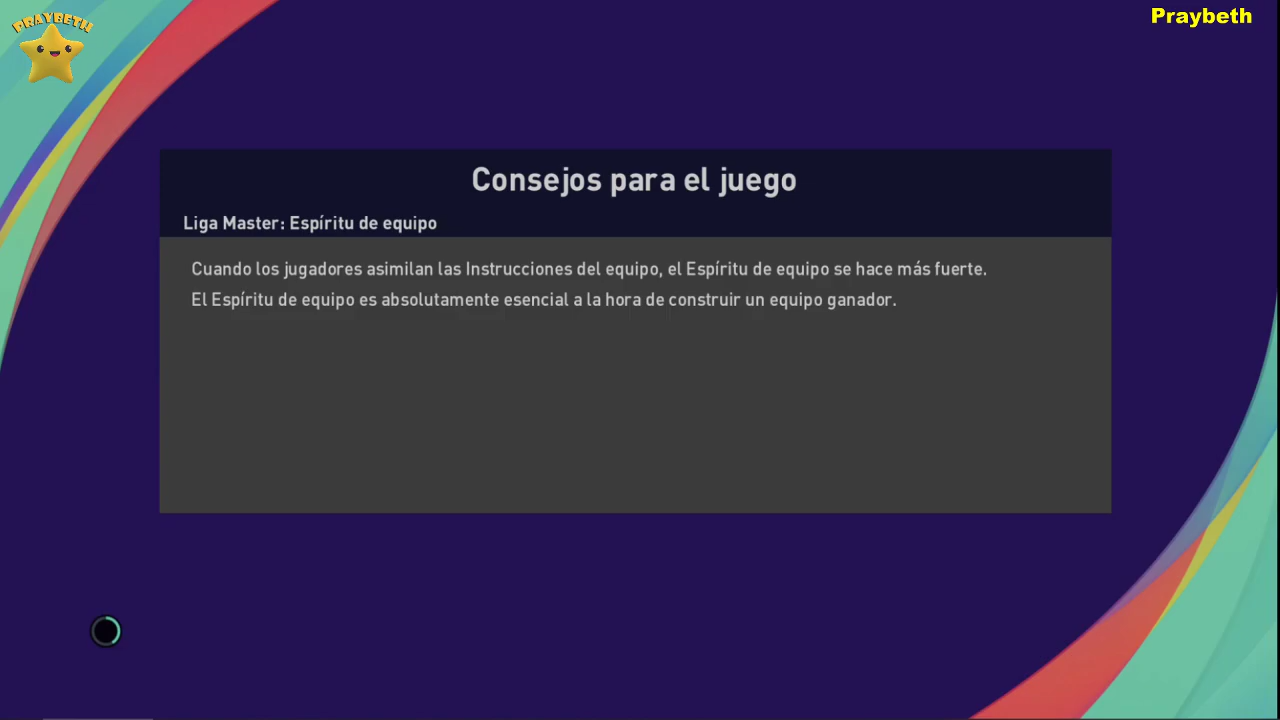 PRAYBETH
Praybeth
Consejos para el juego
Liga Master: Espíritu de equipo
Cuando los jugadores asimilan las Instrucciones del equipo, el Espíritu de equipo se hace más fuerte.
El Espíritu de equipo es absolutamente esencial a la hora de construir un equipo ganador.